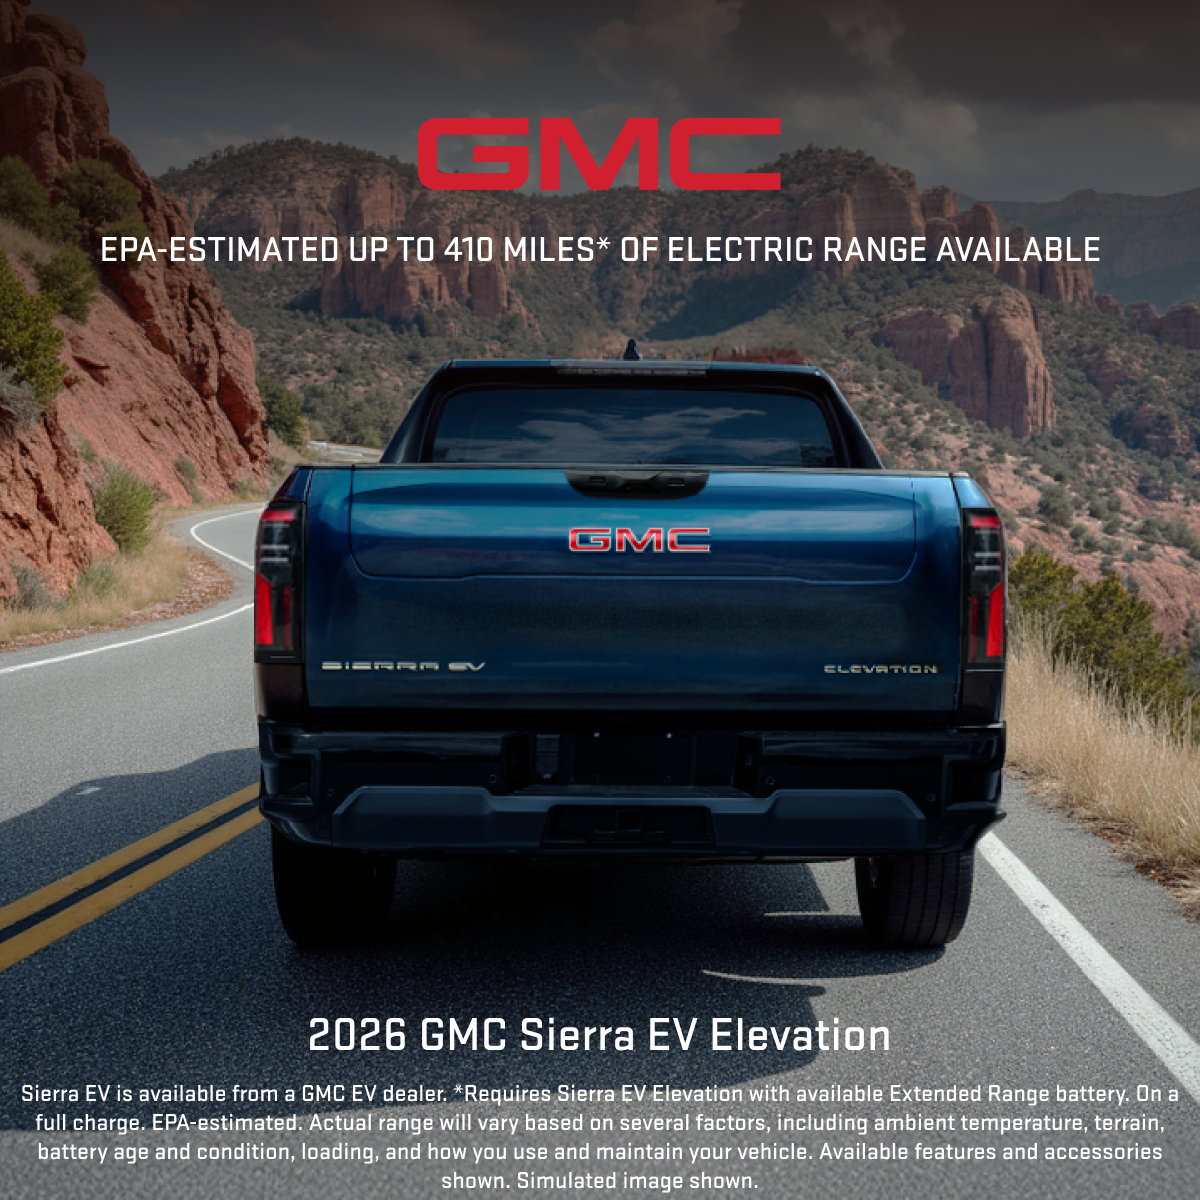 GMC
EPA-ESTIMATED UP TO 410 MILES* OF ELECTRIC RANGE AVAILABLE
GMC
SIERRA EV
ELEVATION
2026 GMC Sierra EV Elevation
Sierra EV is available from a GMC EV dealer. *Requires Sierra EV Elevation with available Extended Range battery. On a
full charge. EPA-estimated. Actual range will vary based on several factors, including ambient temperature, terrain,
battery age and condition, loading, and how you use and maintain your vehicle. Available features and accessories
shown. Simulated image shown.